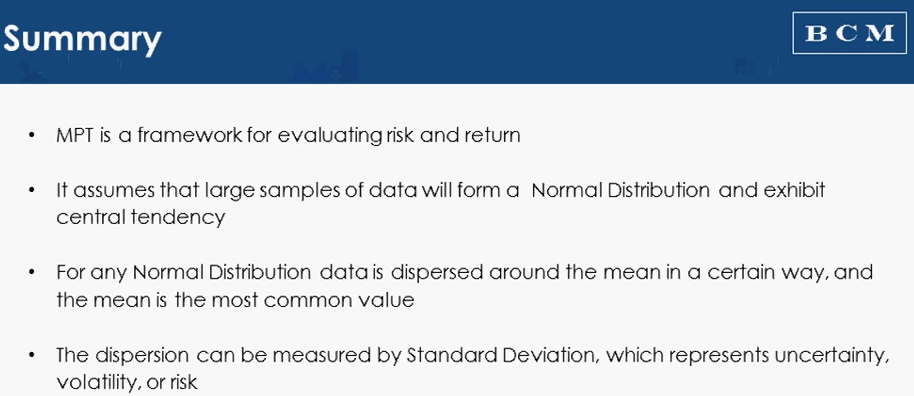 Summary
BCM
• MPT is a framework for evaluating risk and return
• It assumes that large samples of data will form a Normal Distribution and exhibit
central tendency
• For any Normal Distribution data is dispersed around the mean in a certain way, and
the mean is the most common value
• The dispersion can be measured by Standard Deviation, which represents uncertainty,
volatility, or risk